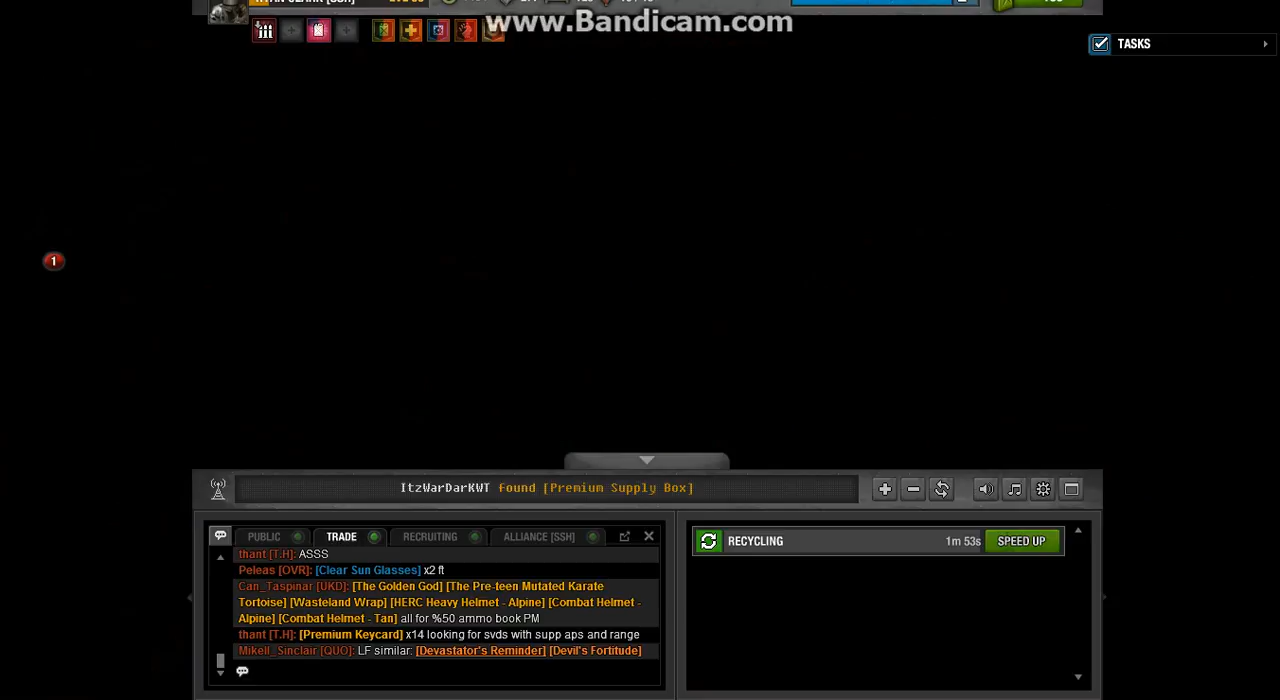 www.Bandicam.com
TASKS
1
ItzWarDarKWT found [Premium Supply Box]
PUBLIC
TRADE
RECRUITING
ALLIANCE [SSH]
thant [T.H]: ASSS
Peleas [OVR]: [Clear Sun Glasses] x2 ft
Can_Taspinar [UKD]: [The Golden God] [The Pre-teen Mutated Karate
Tortoise] [Wasteland Wrap] [HERC Heavy Helmet - Alpine] [Combat Helmet -
Alpine] [Combat Helmet - Tan] all for %50 ammo book PM
thant [T.H]: [Premium Keycard] x14 looking for svds with supp aps and range
Mikell_Sinclair [QUO]: LF similar: [Devastator's Reminder] [Devil's Fortitude]
RECYCLING
1m 53s
SPEED UP